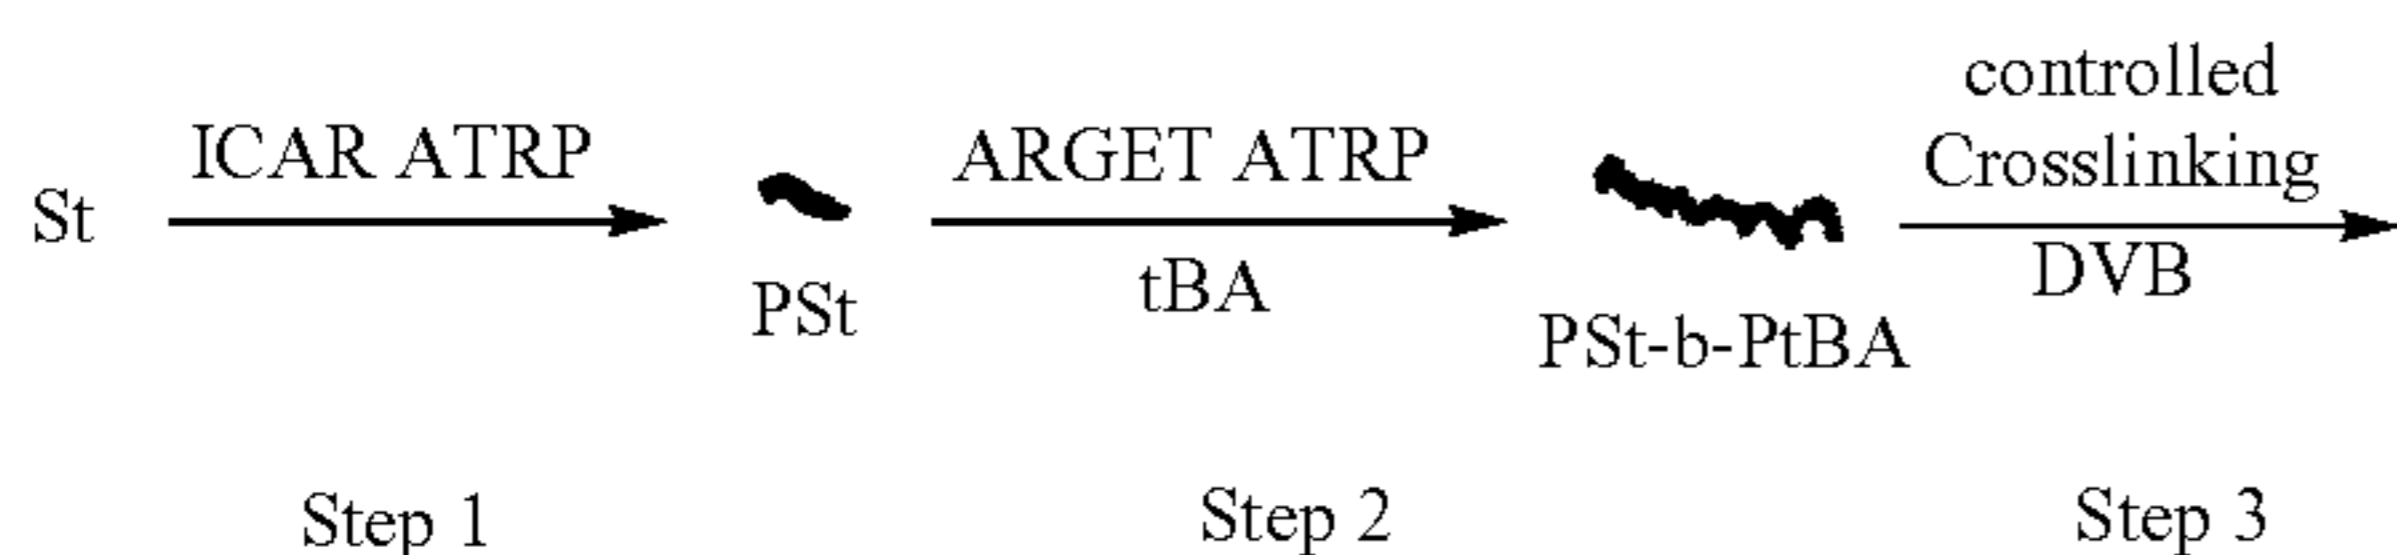 St
ICAR ATRP
PSt
ARGET ATRP
tBA
PSt-b-PtBA
controlled
Crosslinking
DVB
Step 1
Step 2
Step 3